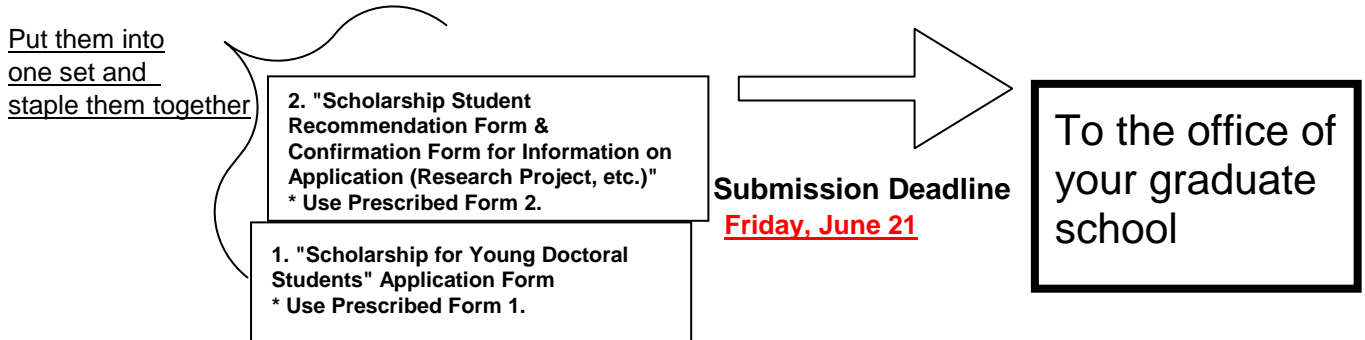 Put them into
one set and
staple them together
2. "Scholarship Student
Recommendation Form &
Confirmation Form for Information on
Application (Research Project, etc.)"
* Use Prescribed Form 2.
1. "Scholarship for Young Doctoral
Students" Application Form
* Use Prescribed Form 1.
Submission Deadline
Friday, June 21
To the office of
your graduate
school